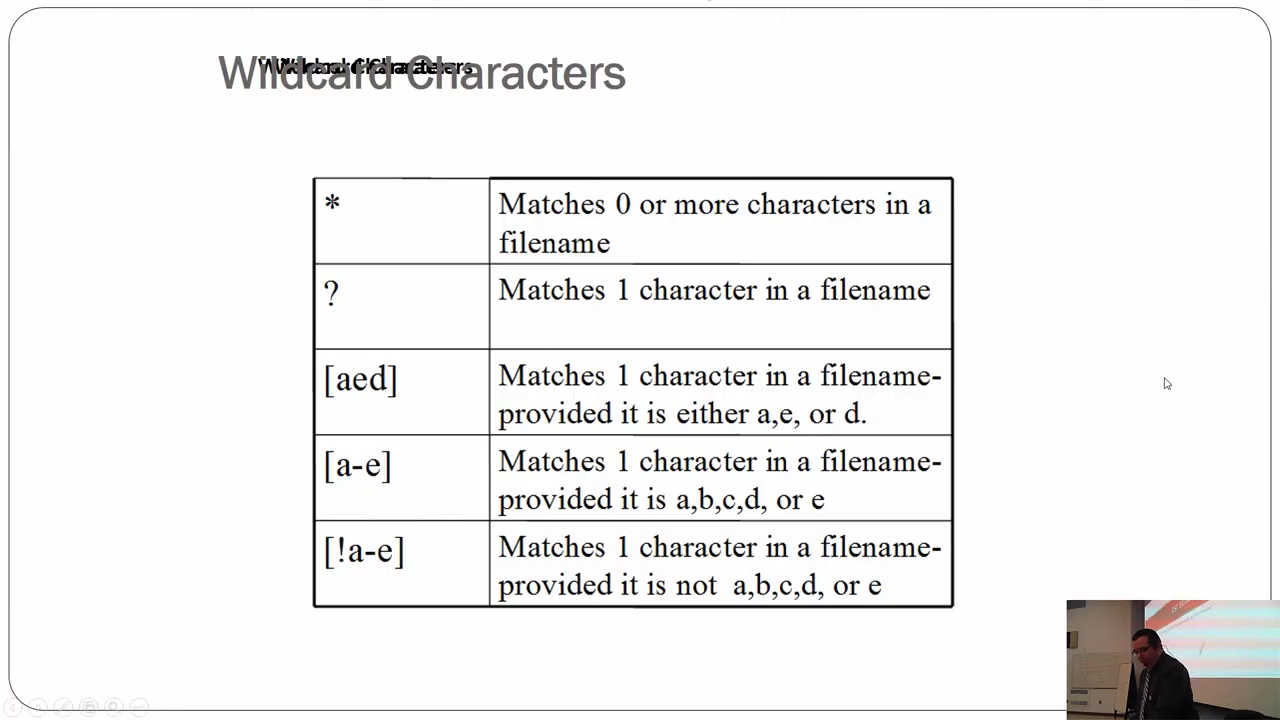 Wildcard Characters
*
Matches 0 or more characters in a
filename
?
Matches 1 character in a filename
[aed]
Matches 1 character in a filename-
provided it is either a,e, or d.
[a-e]
Matches 1 character in a filename-
provided it is a,b,c,d, or e
[!a-e]
Matches 1 character in a filename-
provided it is not a,b,c,d, or e